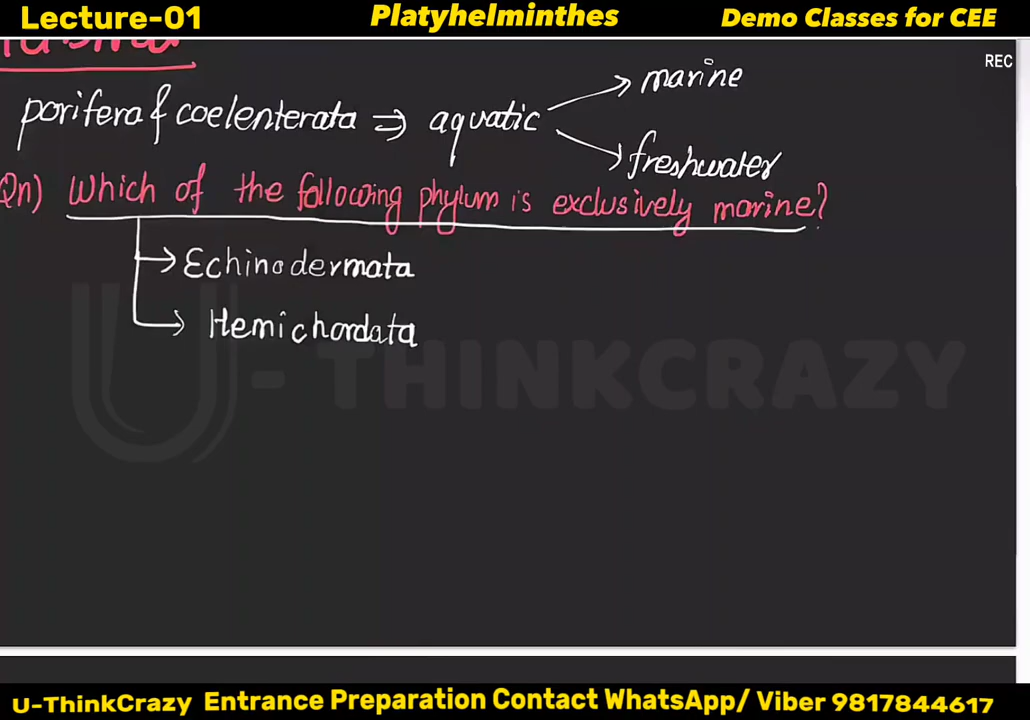 Lecture-01 Platyhelminthes Demo Classes for CEE
REC
porifera & coelenterata ⇒ aquatic → marine
→ freshwater
Qn) Which of the following phylum is exclusively marine?
→ Echinodermata
→ Hemichordata
U-THINKCRAZY
U-ThinkCrazy Entrance Preparation Contact WhatsApp/ Viber 9817844617